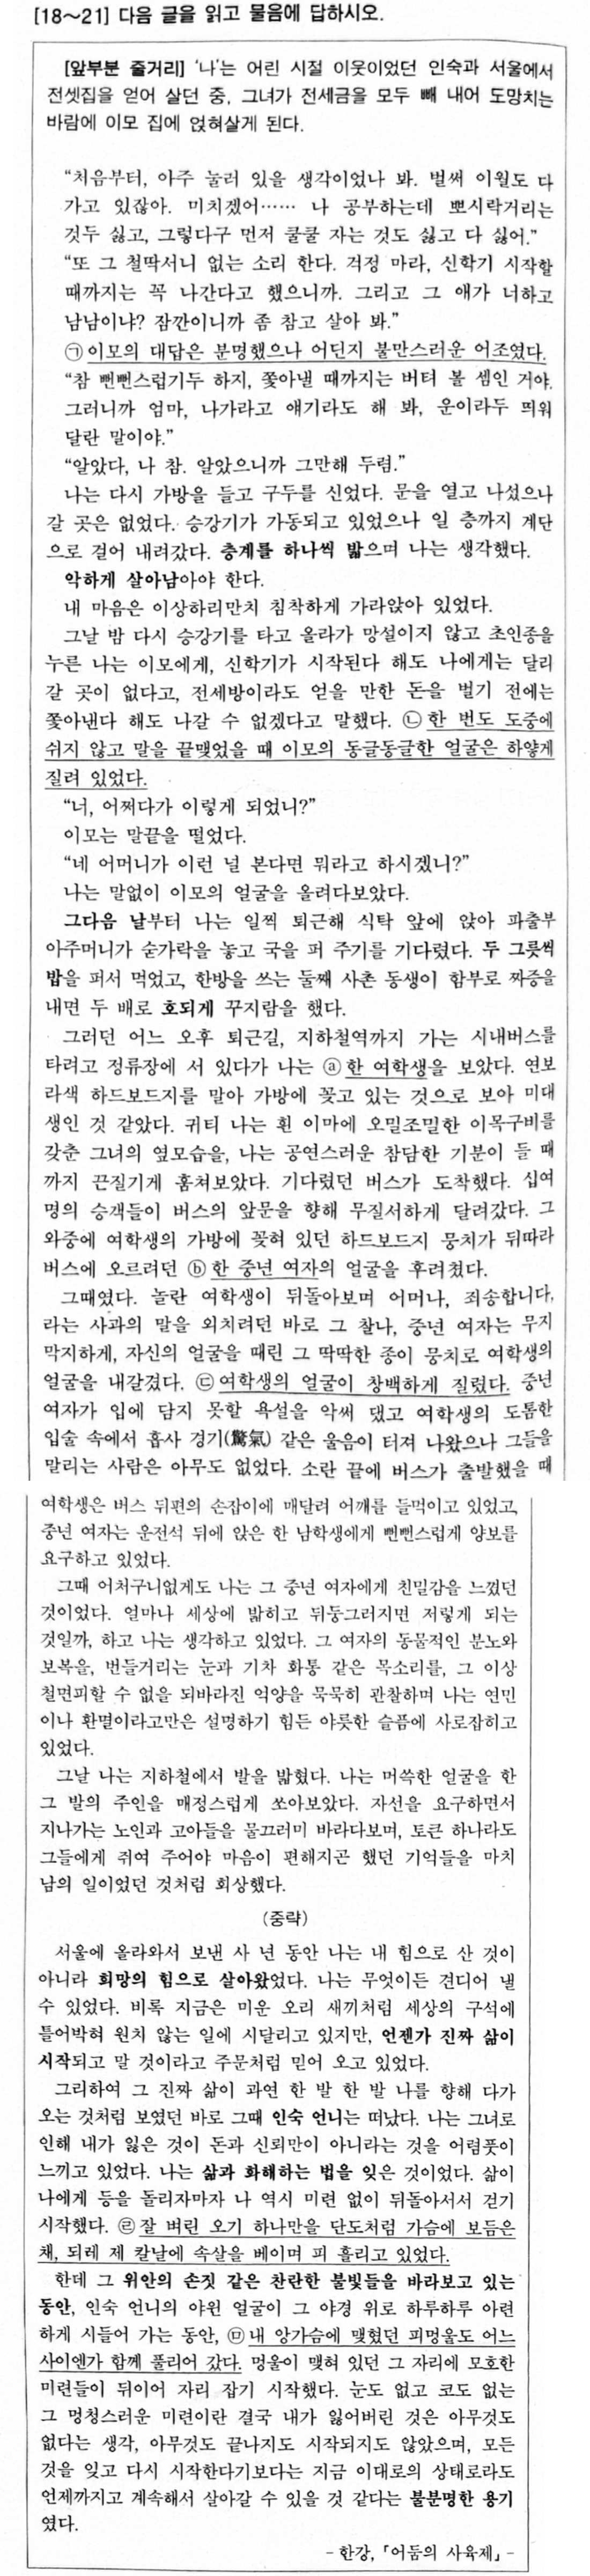 [18~21] 다음 글을 읽고 물음에 답하시오.
[앞부분 줄거리] ‘나’는 어린 시절 이웃이었던 인숙과 서울에서
전셋집을 얻어 살던 중, 그녀가 전세금을 모두 빼 내어 도망치는
바람에 이모 집에 얹혀살게 된다.
“처음부터, 아주 눌러 있을 생각이었나 봐. 벌써 이월도 다
가고 있잖아. 미치겠어…… 나 공부하는데 뽀시락거리는
것두 싫고, 그렇다구 먼저 쿨쿨 자는 것도 싫고 다 싫어.”
“또 그 철딱서니 없는 소리 한다. 걱정 마라, 신학기 시작할
때까지는 꼭 나간다고 했으니까. 그리고 그 애가 너하고
남남이냐? 잠깐이니까 좀 참고 살아 봐.”
㉠이모의 대답은 분명했으나 어딘지 불만스러운 어조였다.
“참 뻔뻔스럽기두 하지, 쫓아낼 때까지는 버텨 볼 셈인 거야.
그러니까 엄마, 나가라고 얘기라도 해 봐, 운이라두 띄워
달란 말이야.”
“알았다, 나 참. 알았으니까 그만해 두렴.”
나는 다시 가방을 들고 구두를 신었다. 문을 열고 나섰으나
갈 곳은 없었다. 승강기가 가동되고 있었으나 일 층까지 계단
으로 걸어 내려갔다. 층계를 하나씩 밟으며 나는 생각했다.
악하게 살아남아야 한다.
내 마음은 이상하리만치 침착하게 가라앉아 있었다.
그날 밤 다시 승강기를 타고 올라가 망설이지 않고 초인종을
누른 나는 이모에게, 신학기가 시작된다 해도 나에게는 달리
갈 곳이 없다고, 전세방이라도 얻을 만한 돈을 벌기 전에는
쫓아낸다 해도 나갈 수 없겠다고 말했다. ㉡한 번도 도중에
쉬지 않고 말을 끝맺었을 때 이모의 동글동글한 얼굴은 하얗게
질려 있었다.
“너, 어쩌다가 이렇게 되었니?”
이모는 말끝을 떨었다.
“네 어머니가 이런 널 본다면 뭐라고 하시겠니?”
나는 말없이 이모의 얼굴을 올려다보았다.
그다음 날부터 나는 일찍 퇴근해 식탁 앞에 앉아 파출부
아주머니가 숟가락을 놓고 국을 퍼 주기를 기다렸다. 두 그릇씩
밥을 퍼서 먹었고, 한방을 쓰는 둘째 사촌 동생이 함부로 짜증을
내면 두 배로 호되게 꾸지람을 했다.
그러던 어느 오후 퇴근길, 지하철역까지 가는 시내버스를
타려고 정류장에 서 있다가 나는 ⓐ한 여학생을 보았다. 연보
라색 하드보드지를 말아 가방에 꽂고 있는 것으로 보아 미대
생인 것 같았다. 귀티 나는 흰 이마에 오밀조밀한 이목구비를
갖춘 그녀의 옆모습을, 나는 공연스러운 참담한 기분이 들 때
까지 끈질기게 훔쳐보았다. 기다렸던 버스가 도착했다. 십여
명의 승객들이 버스의 앞문을 향해 무질서하게 달려갔다. 그
와중에 여학생의 가방에 꽂혀 있던 하드보드지 뭉치가 뒤따라
버스에 오르려던 ⓑ한 중년 여자의 얼굴을 후려쳤다.
그때였다. 놀란 여학생이 뒤돌아보며 어머나, 죄송합니다,
라는 사과의 말을 외치려던 바로 그 찰나, 중년 여자는 무지
막지하게, 자신의 얼굴을 때린 그 딱딱한 종이 뭉치로 여학생의
얼굴을 내갈겼다. ㉢여학생의 얼굴이 창백하게 질렸다. 중년
여자가 입에 담지 못할 욕설을 악써 댔고 여학생의 도톰한
입술 속에서 흡사 경기(驚氣) 같은 울음이 터져 나왔으나 그들을
말리는 사람은 아무도 없었다. 소란 끝에 버스가 출발했을 때
여학생은 버스 뒤편의 손잡이에 매달려 어깨를 들먹이고 있었고,
중년 여자는 운전석 뒤에 앉은 한 남학생에게 뻔뻔스럽게 양보를
요구하고 있었다.
그때 어처구니없게도 나는 그 중년 여자에게 친밀감을 느꼈던
것이었다. 얼마나 세상에 밟히고 뒤둥그러지면 저렇게 되는
것일까, 하고 나는 생각하고 있었다. 그 여자의 동물적인 분노와
보복을, 번들거리는 눈과 기차 화통 같은 목소리를, 그 이상
철면피할 수 없을 되바라진 억양을 묵묵히 관찰하며 나는 연민
이나 환멸이라고만은 설명하기 힘든 야릇한 슬픔에 사로잡히고
있었다.
그날 나는 지하철에서 발을 밟혔다. 나는 머쓱한 얼굴을 한
그 발의 주인을 매정스럽게 쏘아보았다. 자선을 요구하면서
지나가는 노인과 고아들을 물끄러미 바라다보며, 토큰 하나라도
그들에게 쥐여 주어야 마음이 편해지곤 했던 기억들을 마치
남의 일이었던 것처럼 회상했다.
(중략)
서울에 올라와서 보낸 사 년 동안 나는 내 힘으로 산 것이
아니라 희망의 힘으로 살아왔었다. 나는 무엇이든 견디어 낼
수 있었다. 비록 지금은 미운 오리 새끼처럼 세상의 구석에
틀어박혀 원치 않는 일에 시달리고 있지만, 언젠가 진짜 삶이
시작되고 말 것이라고 주문처럼 믿어 오고 있었다.
그리하여 그 진짜 삶이 과연 한 발 한 발 나를 향해 다가
오는 것처럼 보였던 바로 그때 인숙 언니는 떠났다. 나는 그녀로
인해 내가 잃은 것이 돈과 신뢰만이 아니라는 것을 어렴풋이
느끼고 있었다. 나는 삶과 화해하는 법을 잊은 것이었다. 삶이
나에게 등을 돌리자마자 나 역시 미련 없이 뒤돌아서서 걷기
시작했다. ㉣잘 벼린 오기 하나만을 단도처럼 가슴에 보듬은
채, 되레 제 칼날에 속살을 베이며 피 흘리고 있었다.
한데 그 위안의 손짓 같은 찬란한 불빛들을 바라보고 있는
동안, 인숙 언니의 야윈 얼굴이 그 야경 위로 하루하루 아련
하게 시들어 가는 동안, ㉤내 앙가슴에 맺혔던 피멍울도 어느
사이엔가 함께 풀리어 갔다. 멍울이 맺혀 있던 그 자리에 모호한
미련들이 뒤이어 자리 잡기 시작했다. 눈도 없고 코도 없는
그 멍청스러운 미련이란 결국 내가 잃어버린 것은 아무것도
없다는 생각, 아무것도 끝나지도 시작되지도 않았으며, 모든
것을 잊고 다시 시작한다기보다는 지금 이대로의 상태로라도
언제까지고 계속해서 살아갈 수 있을 것 같다는 불분명한 용기
였다.
- 한강, 「어둠의 사육제」 -